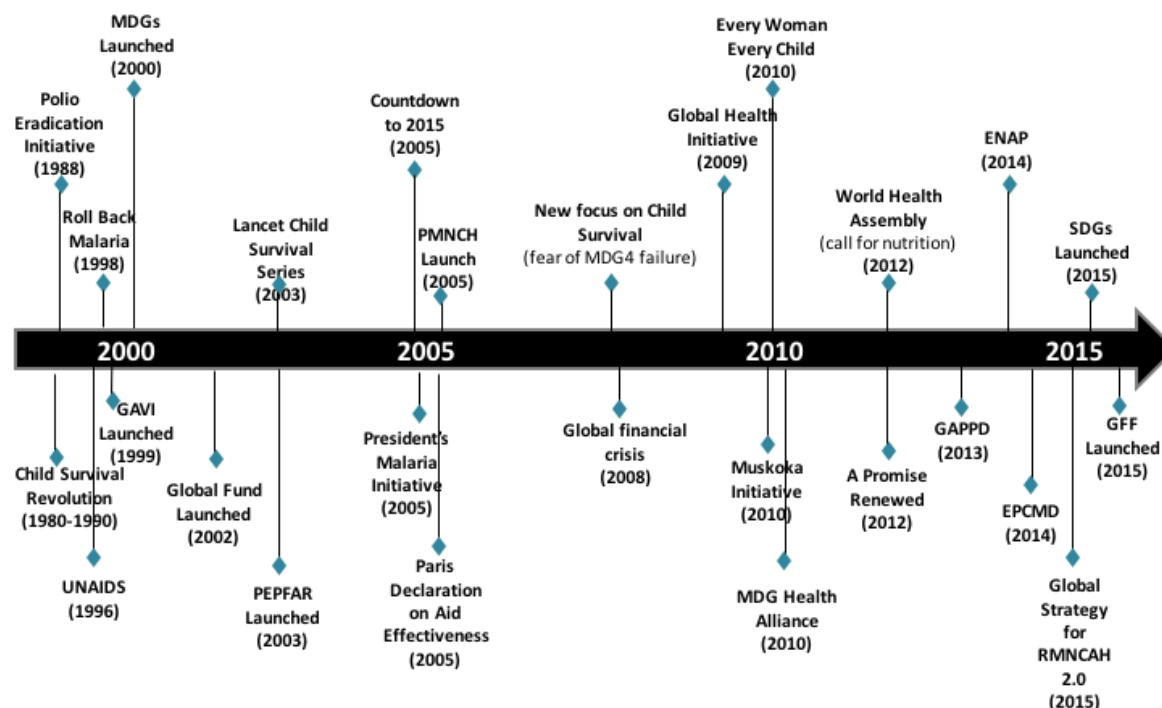 MDGs
Launched
(2000)
Polio
Eradication
Initiative
(1988)
Roll Back
Malaria
(1998)
Lancet Child
Survival
Series
(2003)
Countdown
to 2015
(2005)
PMNCH
Launch
(2005)
New focus on Child
Survival
(fear of MDG4 failure)
Global Health
Initiative
(2009)
Every Woman
Every Child
(2010)
World Health
Assembly
(call for nutrition)
(2012)
ENAP
(2014)
SDGs
Launched
(2015)
2000
2005
2010
2015
Child Survival
Revolution
(1980-1990)
UNAIDS
(1996)
GAVI
Launched
(1999)
Global Fund
Launched
(2002)
PEPFAR
Launched
(2003)
President's
Malaria
Initiative
(2005)
Paris
Declaration
on Aid
Effectiveness
(2005)
Global financial
crisis
(2008)
Muskoka
Initiative
(2010)
MDG Health
Alliance
(2010)
A Promise
Renewed
(2012)
GAPPD
(2013)
EPCMD
(2014)
Global
Strategy
for
RMNCAH
2.0
(2015)
GFF
Launched
(2015)